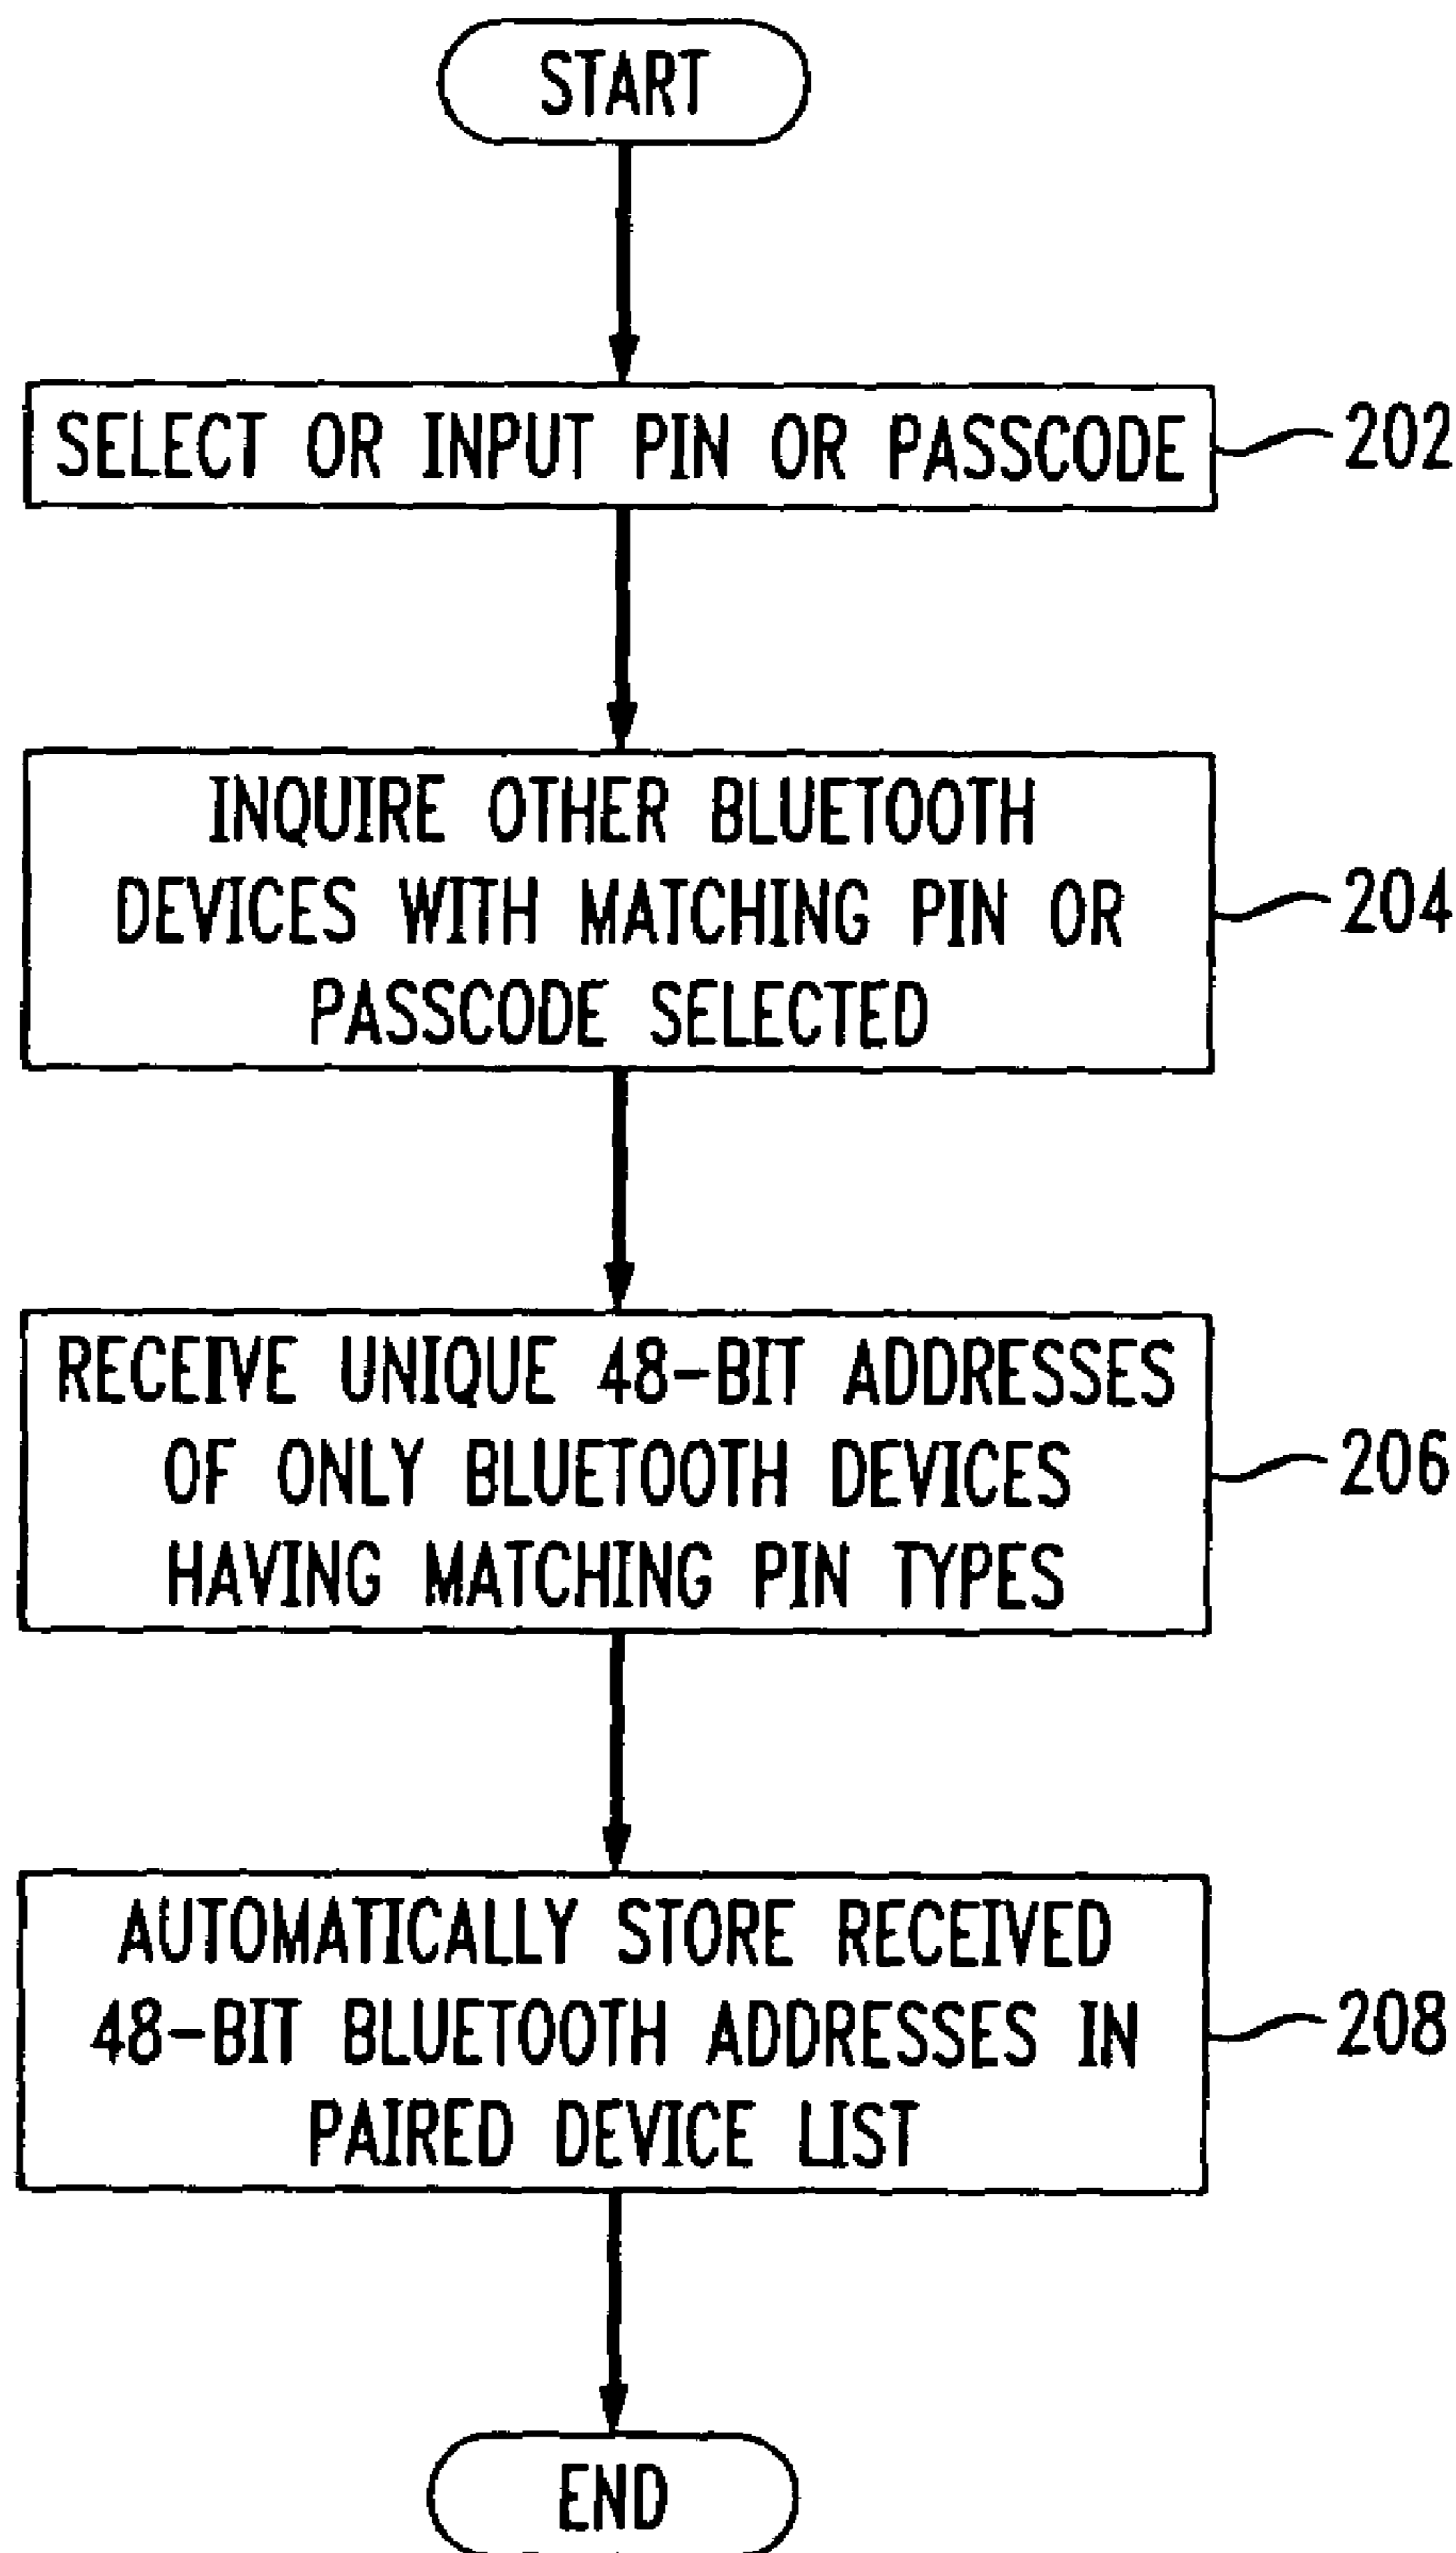 START
SELECT OR INPUT PIN OR PASSCODE
202
INQUIRE OTHER BLUETOOTH
DEVICES WITH MATCHING PIN OR
PASSCODE SELECTED
204
RECEIVE UNIQUE 48-BIT ADDRESSES
OF ONLY BLUETOOTH DEVICES
HAVING MATCHING PIN TYPES
206
AUTOMATICALLY STORE RECEIVED
48-BIT BLUETOOTH ADDRESSES IN
PAIRED DEVICE LIST
208
END